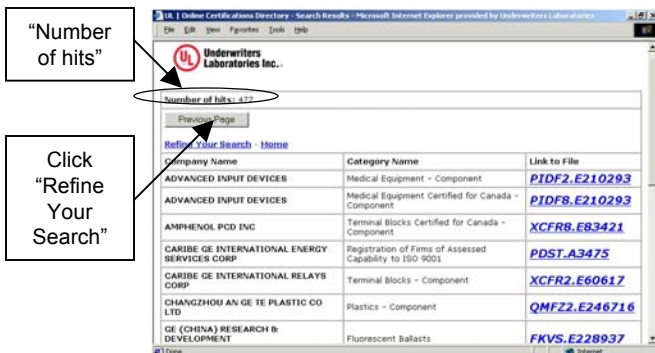 "Number
of hits"
Click
"Refine
Your
Search"
UL | Online Certifications Directory - Search Results - Microsoft Internet Explorer provided by Underwriters Laboratories
File Edit View Favorites Tools Help
UL
Underwriters
Laboratories Inc.
Number of hits: 477
Previous Page
Refine Your Search - Home
Company Name Category Name Link to File
ADVANCED INPUT DEVICES Medical Equipment - Component PIDF2.E210293
ADVANCED INPUT DEVICES Medical Equipment Certified for Canada -
Component PIDF8.E210293
AMPHENOL PCD INC Terminal Blocks Certified for Canada -
Component XCFR8.E83421
CARIBE GE INTERNATIONAL ENERGY
SERVICES CORP Registration of Firms of Assessed
Capability to ISO 9001 PDST.A3475
CARIBE GE INTERNATIONAL RELAYS
CORP Terminal Blocks - Component XCFR2.E60617
CHANGZHOU AN GE TE PLASTIC CO
LTD Plastics - Component QMFZ2.E246716
GE (CHINA) RESEARCH &
DEVELOPMENT Fluorescent Ballasts FKVS.E228937
Done Internet